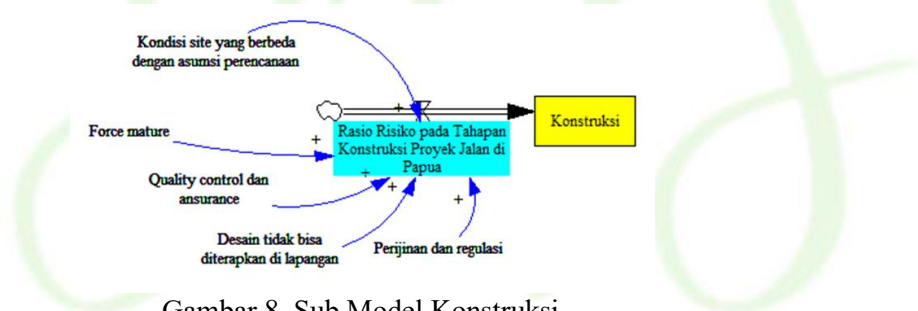 Kondisi site yang berbeda
dengan asumsi perencanaan
+
Konstruksi
Force mature
+
Rasio Risiko pada Tahapan
Konstruksi Proyek Jalan di
Papua
+
Quality control dan
ansurance
+
+
Desain tidak bisa
diterapkan di lapangan
Perijinan dan regulasi
Gambar 8. Sub Model Konstruksi